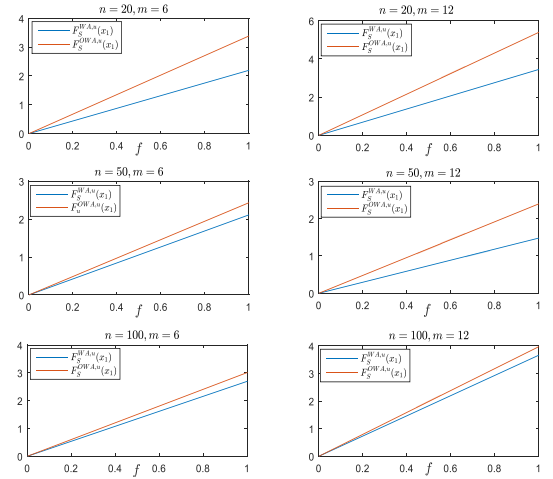 n = 20, m = 6
F_S^{WA,u}(x_1)
F_S^{OWA,u}(x_1)
4
3
2
1
0
0 0.2 0.4 0.6 0.8 1
f
n = 20, m = 12
F_S^{WA,u}(x_1)
F_S^{OWA,u}(x_1)
6
4
2
0
0 0.2 0.4 0.6 0.8 1
f
n = 50, m = 6
F_S^{WA,u}(x_1)
F_u^{OWA,u}(x_1)
3
2
1
0
0 0.2 0.4 0.6 0.8 1
f
n = 50, m = 12
F_S^{WA,u}(x_1)
F_S^{OWA,u}(x_1)
3
2
1
0
0 0.2 0.4 0.6 0.8 1
f
n = 100, m = 6
F_S^{WA,u}(x_1)
F_S^{OWA,u}(x_1)
4
3
2
1
0
0 0.2 0.4 0.6 0.8 1
f
n = 100, m = 12
F_S^{WA,u}(x_1)
F_S^{OWA,u}(x_1)
4
3
2
1
0
0 0.2 0.4 0.6 0.8 1
f